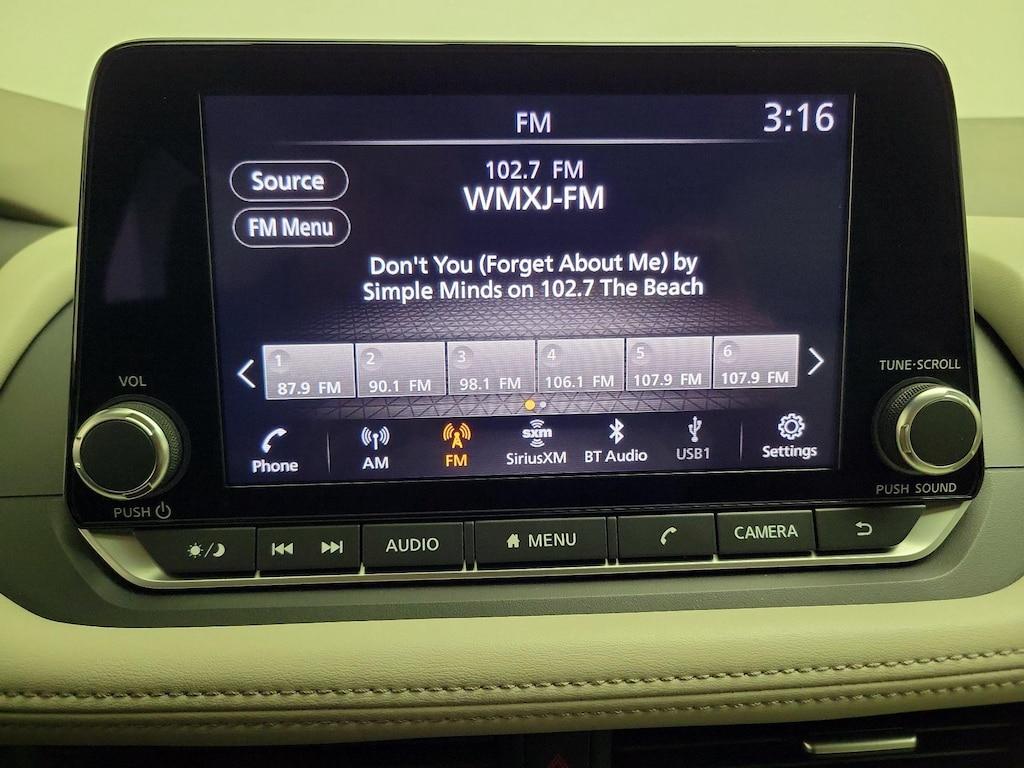 FM
3:16
Source
FM Menu
102.7 FM
WMXJ-FM
Don't You (Forget About Me) by
Simple Minds on 102.7 The Beach
1
87.9 FM
2
90.1 FM
3
98.1 FM
4
106.1 FM
5
107.9 FM
6
107.9 FM
Phone
AM
FM
sxm
SiriusXM
BT Audio
USB1
Settings
VOL
PUSH
TUNE·SCROLL
PUSH SOUND
AUDIO
MENU
CAMERA